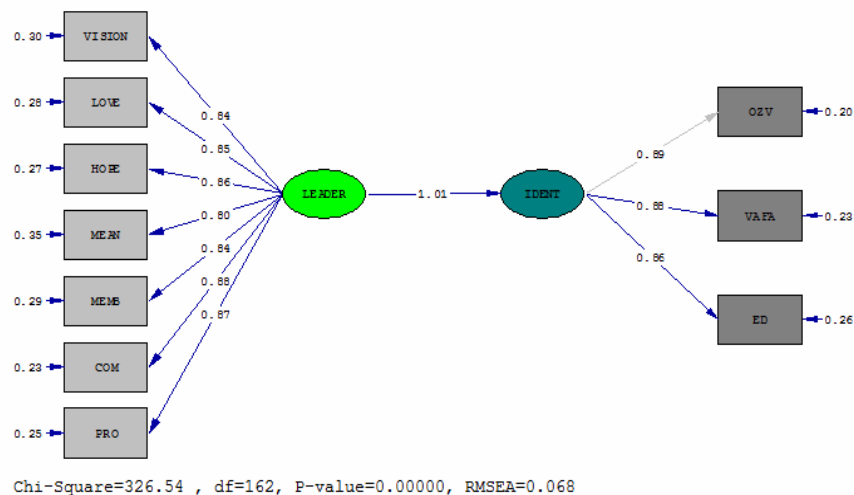 0.30 VISION
0.28 LOVE
0.27 HOPE
0.35 MEAN
0.29 MEMB
0.23 COM
0.25 PRO
0.84
0.85
0.86
0.80
0.84
0.88
0.87
LEADER
1.01
IDENT
0.89
0.88
0.86
OZV 0.20
VAFA 0.23
ED 0.26
Chi-Square=326.54 , df=162, P-value=0.00000, RMSEA=0.068